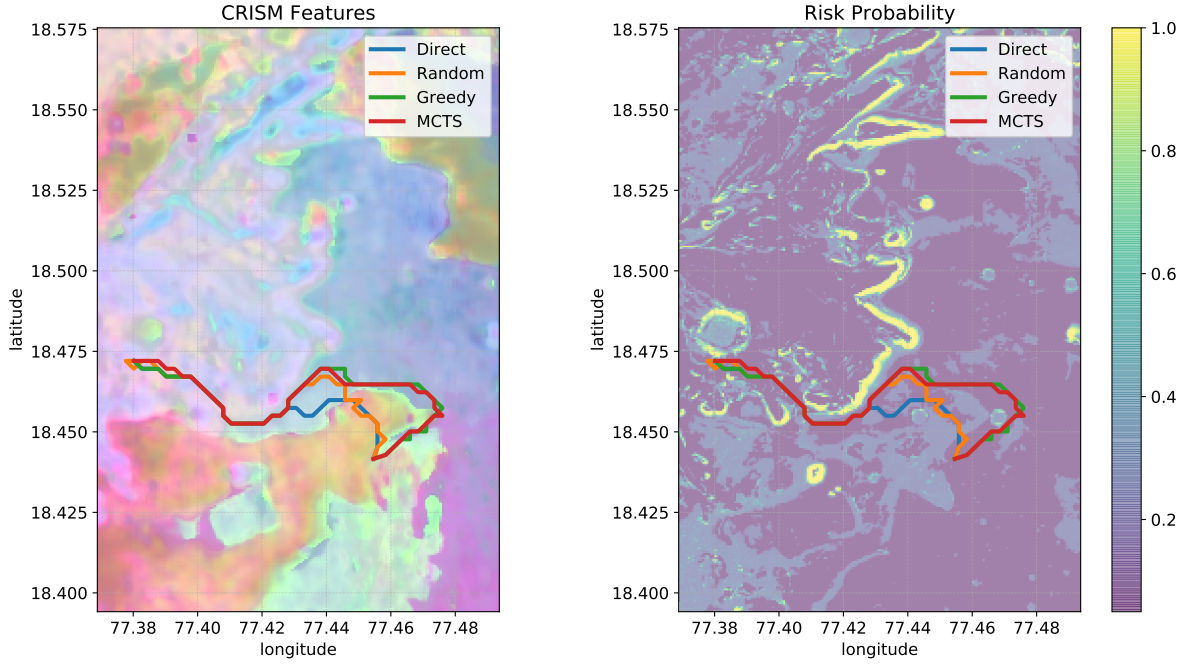 CRISM Features
Risk Probability
18.575
18.550
18.525
18.500
18.475
18.450
18.425
18.400
latitude
77.38 77.40 77.42 77.44 77.46 77.48
longitude
Direct
Random
Greedy
MCTS
18.575
18.550
18.525
18.500
18.475
18.450
18.425
18.400
latitude
77.38 77.40 77.42 77.44 77.46 77.48
longitude
Direct
Random
Greedy
MCTS
1.0
0.8
0.6
0.4
0.2